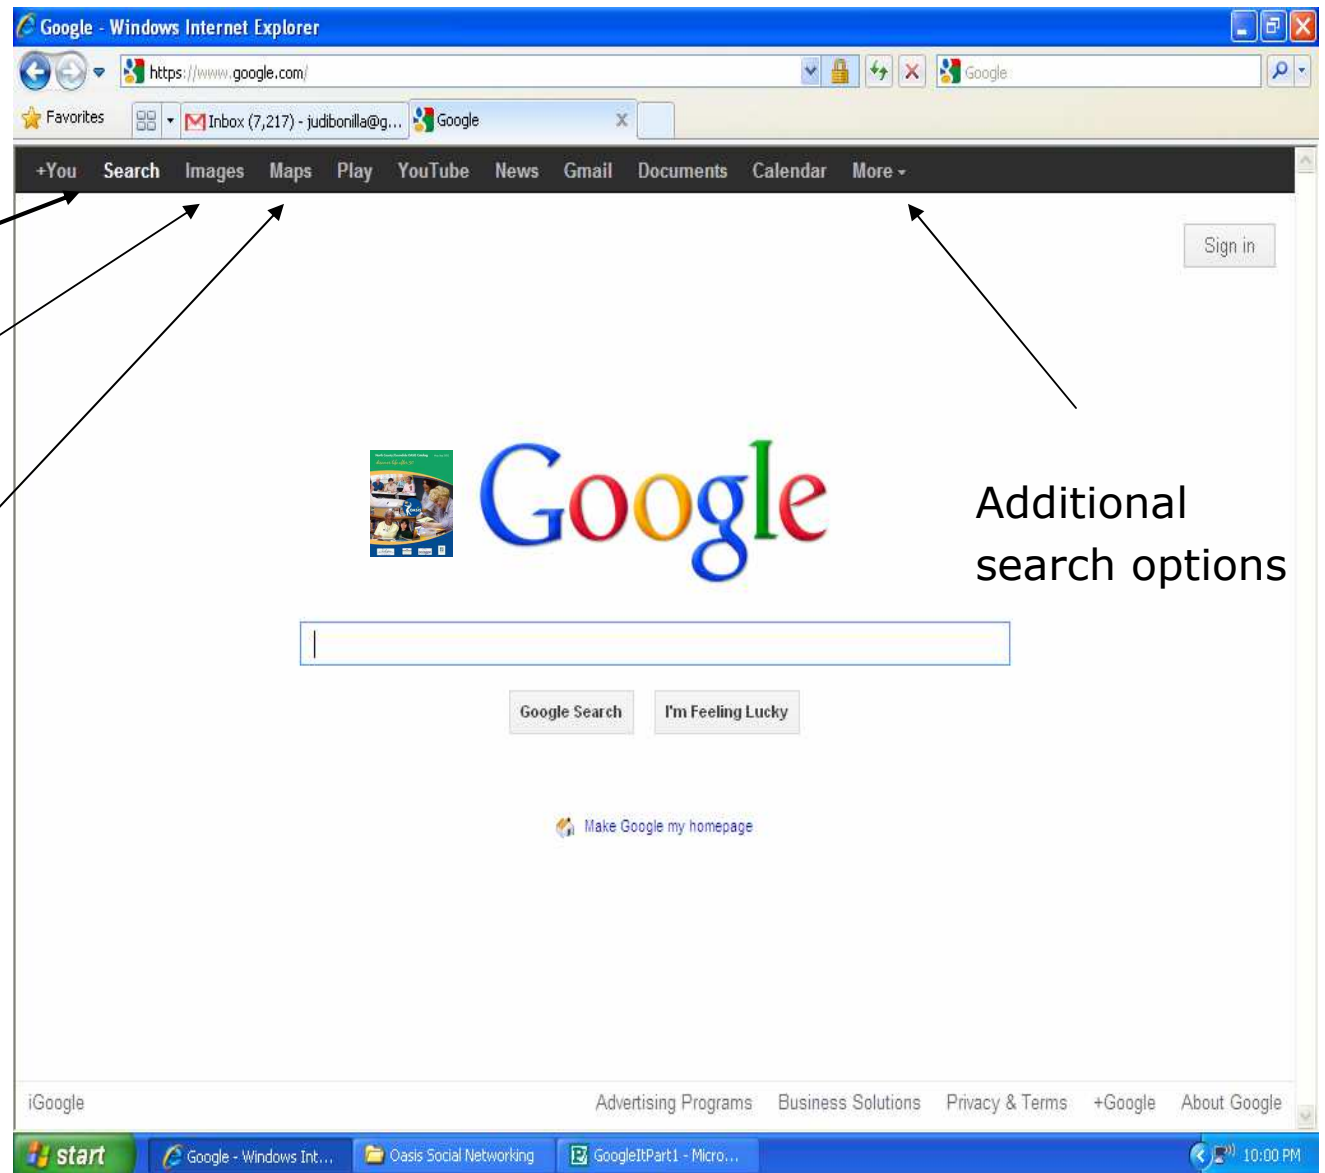 Google - Windows Internet Explorer
https://www.google.com/
Google
Favorites
Inbox (7,217) - judibonilla@g...
Google
X
+You Search Images Maps Play YouTube News Gmail Documents Calendar More
Sign in
Google
Additional
search options
Google Search I'm Feeling Lucky
Make Google my homepage
iGoogle Advertising Programs Business Solutions Privacy & Terms +Google About Google
start Google - Windows Int... Oasis Social Networking GoogleItPart1 - Micro... 10:00 PM